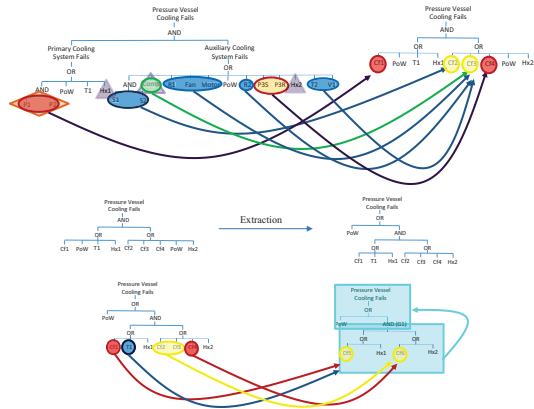 Pressure Vessel
Cooling Fails
AND
Primary Cooling
System Fails
OR
Auxiliary Cooling
System Fails
OR
AND PoW T1 Hx1 AND R1 Fan Motor PoW R2 P3S P3R Hx2 T2 V1
P1 P2
S1
Pressure Vessel
Cooling Fails
AND
OR OR
Cf1 PoW T1 Hx1 Cf2 Cf3 Cf4 PoW Hx2
Pressure Vessel
Cooling Fails
AND
OR OR
Cf1 PoW T1 Hx1 Cf2 Cf3 Cf4 PoW Hx2
Extraction
Pressure Vessel
Cooling Fails
OR
PoW AND
OR OR
Cf1 T1 Hx1 Cf2 Cf3 Cf4 Hx2
Pressure Vessel
Cooling Fails
OR
PoW AND
OR OR
Cf1 T1 Hx1 Cf2 Cf3 Cf4 Hx2
Pressure Vessel
Cooling Fails
OR
PoW AND (G1)
OR OR
Cf5 Hx1 Cf6 Hx2